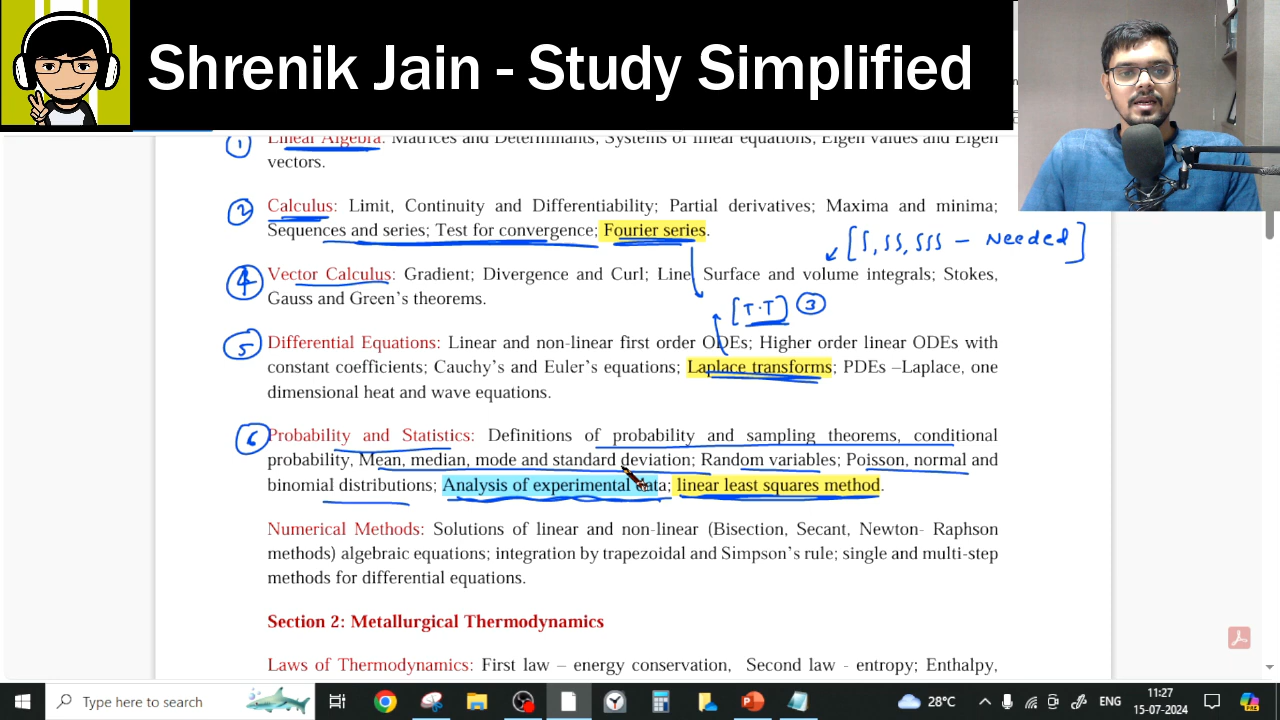 Shrenik Jain - Study Simplified
1
Linear Algebra: Matrices and Determinants, Systems of linear equations, Eigen values and Eigen
vectors.
2
Calculus: Limit, Continuity and Differentiability; Partial derivatives; Maxima and minima;
Sequences and series; Test for convergence; Fourier series.
[∫, ∫∫, ∫∫∫ - Needed]
4
Vector Calculus: Gradient; Divergence and Curl; Line, Surface and volume integrals; Stokes,
Gauss and Green's theorems.
[T.T] 3
5
Differential Equations: Linear and non-linear first order ODEs; Higher order linear ODEs with
constant coefficients; Cauchy's and Euler's equations; Laplace transforms; PDEs –Laplace, one
dimensional heat and wave equations.
6
Probability and Statistics: Definitions of probability and sampling theorems, conditional
probability, Mean, median, mode and standard deviation; Random variables; Poisson, normal and
binomial distributions; Analysis of experimental data; linear least squares method.
Numerical Methods: Solutions of linear and non-linear (Bisection, Secant, Newton- Raphson
methods) algebraic equations; integration by trapezoidal and Simpson's rule; single and multi-step
methods for differential equations.
Section 2: Metallurgical Thermodynamics
Laws of Thermodynamics: First law – energy conservation, Second law - entropy; Enthalpy,
Type here to search
28°C
ENG
11:27
15-07-2024